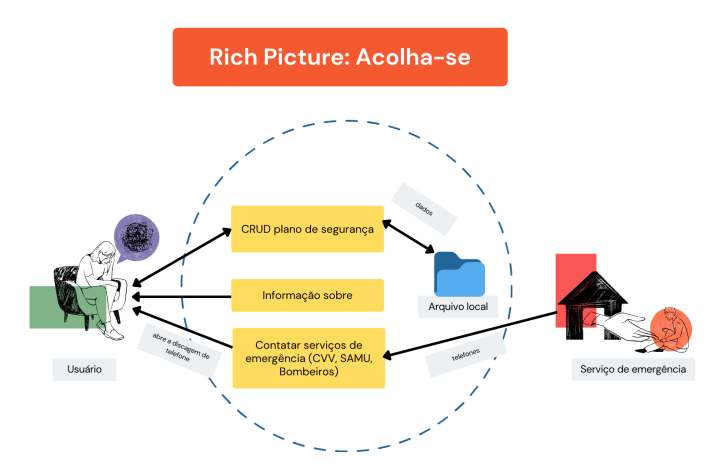 Rich Picture: Acolha-se
dados
CRUD plano de segurança
Informação sobre
Arquivo local
Contatar serviços de
emergência (CVV, SAMU,
Bombeiros)
abre a discagem de
telefone
telefones
Usuário
Serviço de emergência